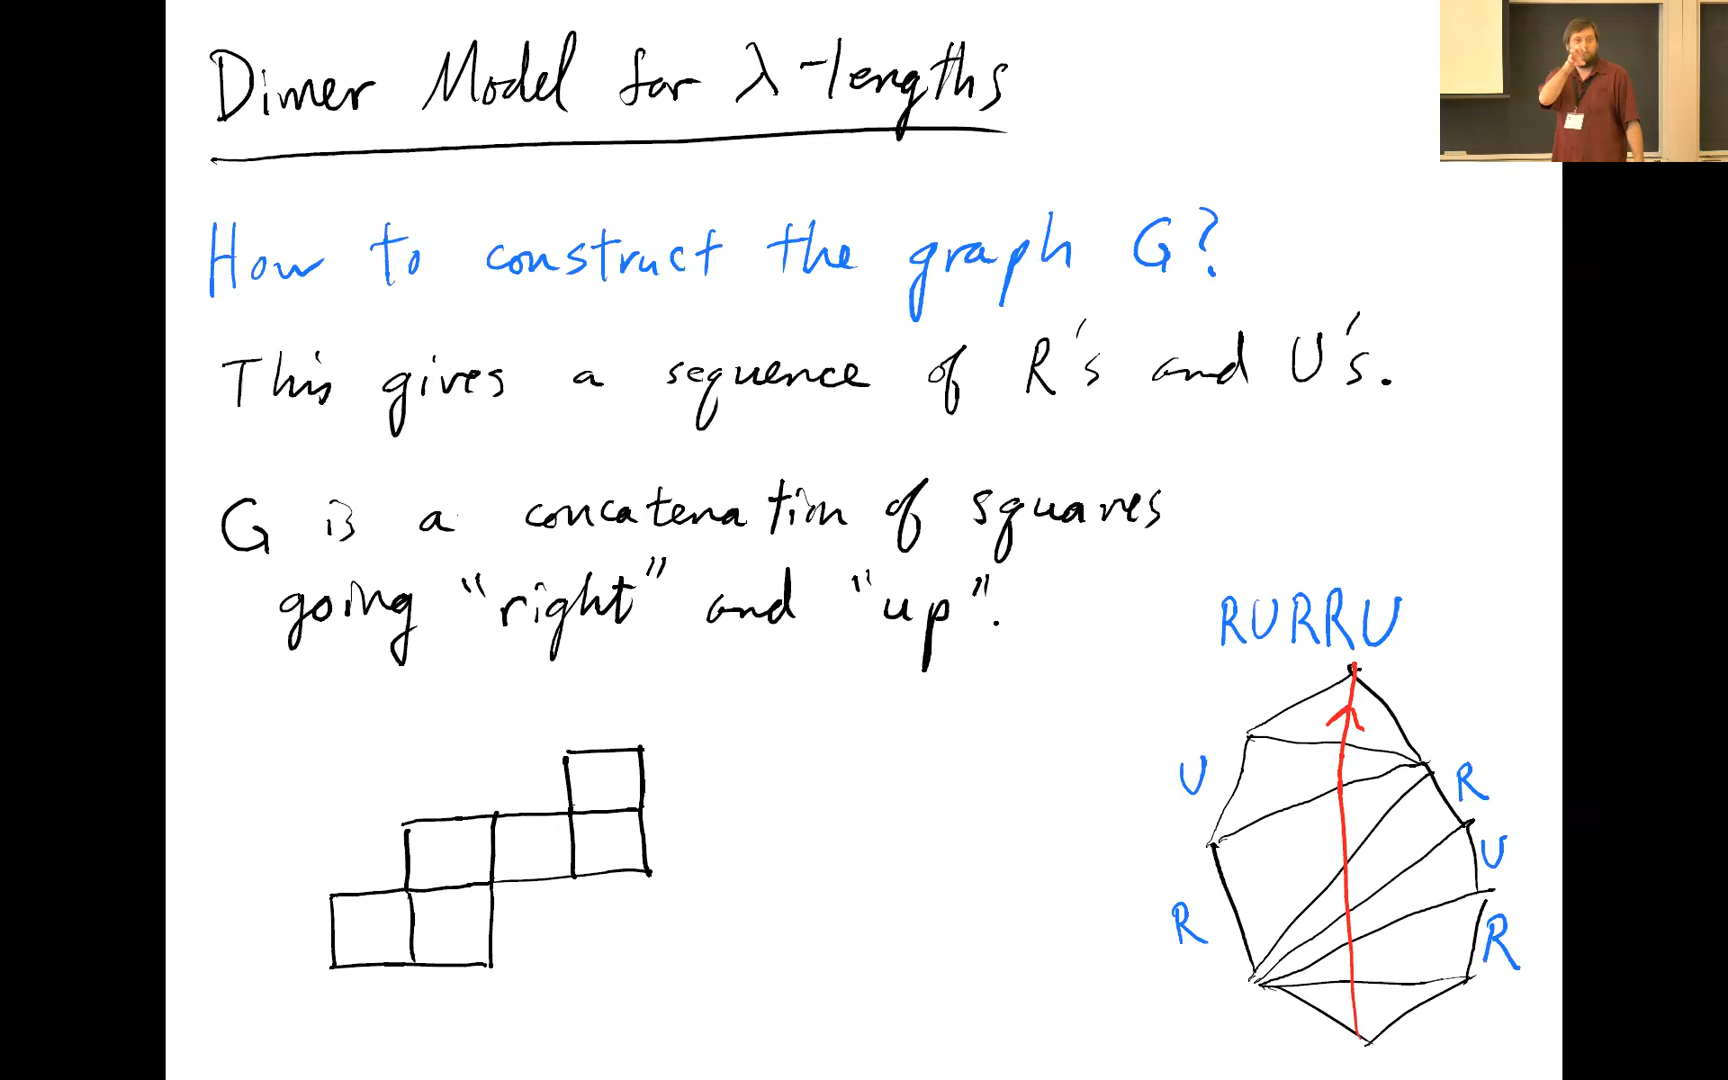 Dimer Model for λ-lengths
How to construct the graph G?
This gives a sequence of R's and U's.
G is a concatenation of squares
going "right" and "up".
RURRU
U
R
U
R
R